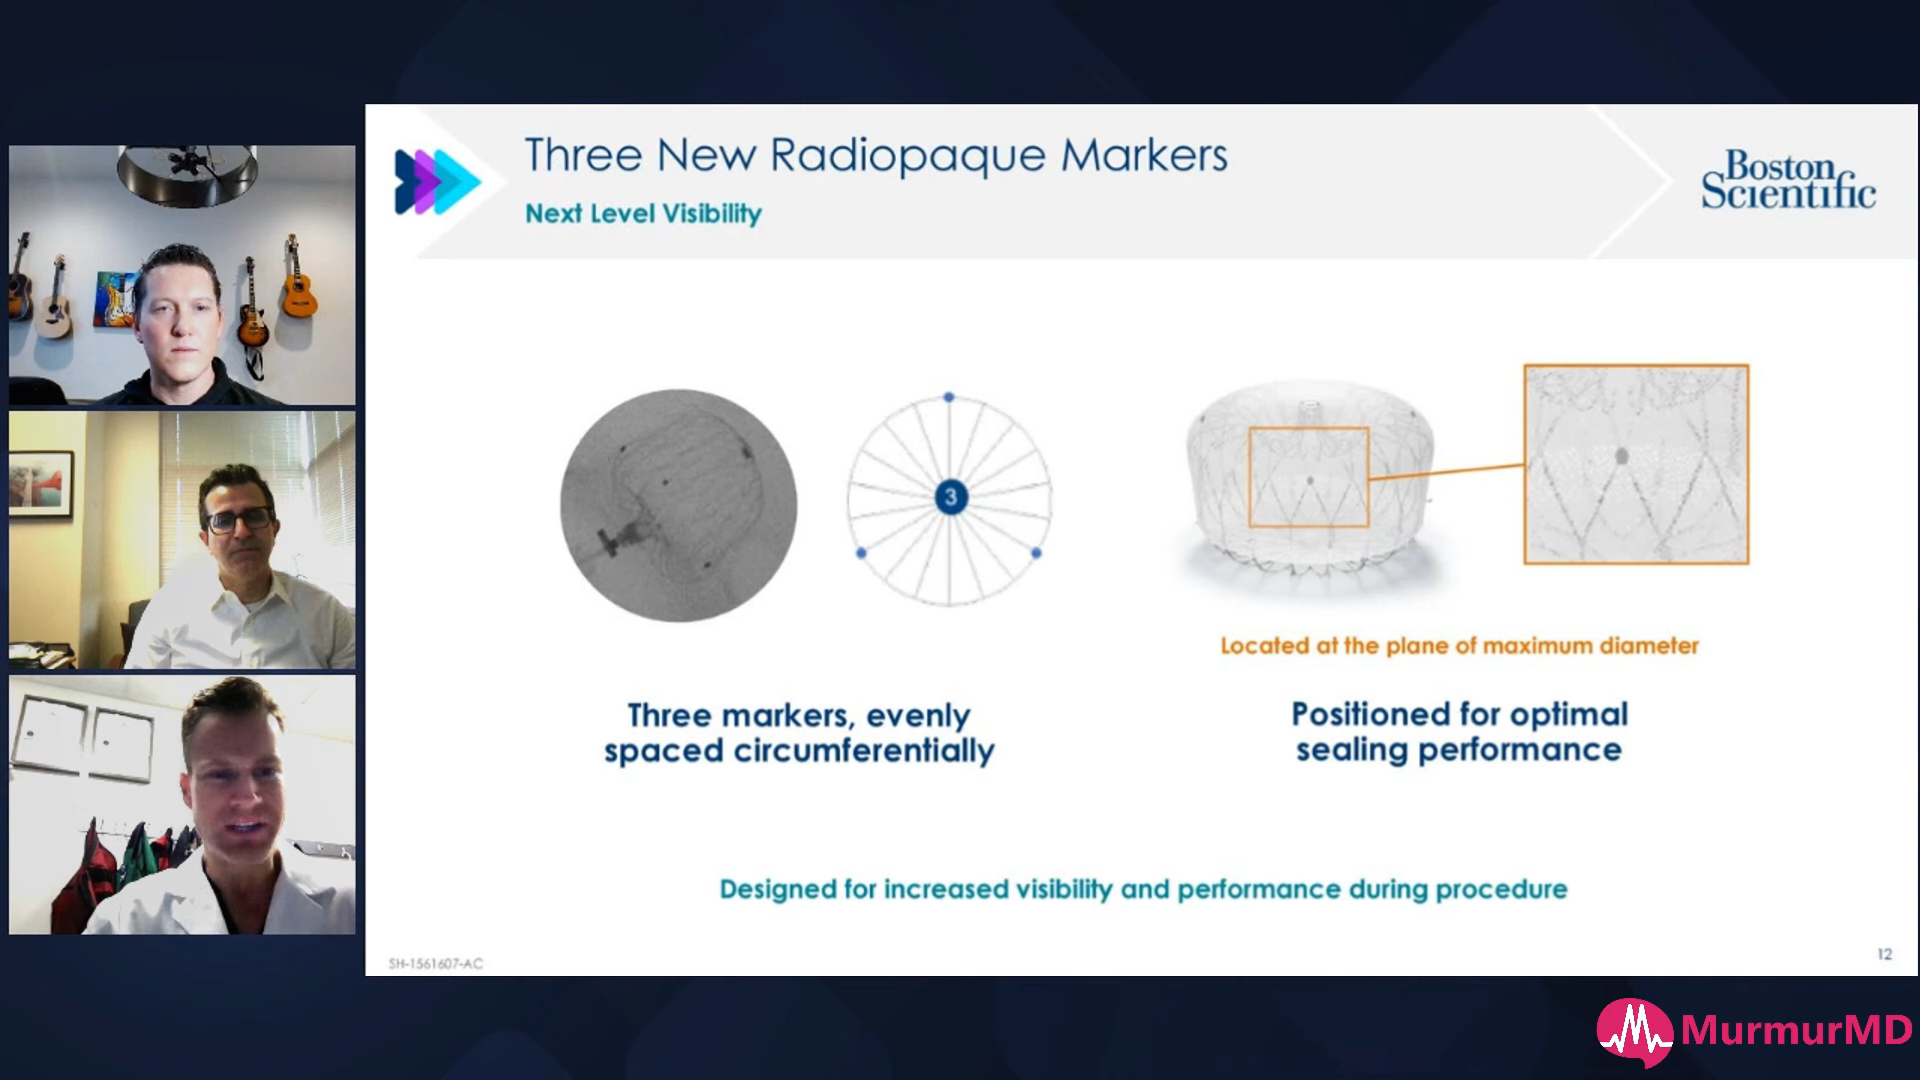 Three New Radiopaque Markers
Next Level Visibility
Boston
Scientific
3
Located at the plane of maximum diameter
Three markers, evenly
spaced circumferentially
Positioned for optimal
sealing performance
Designed for increased visibility and performance during procedure
SH-1561607-AC
12
MurmurMD